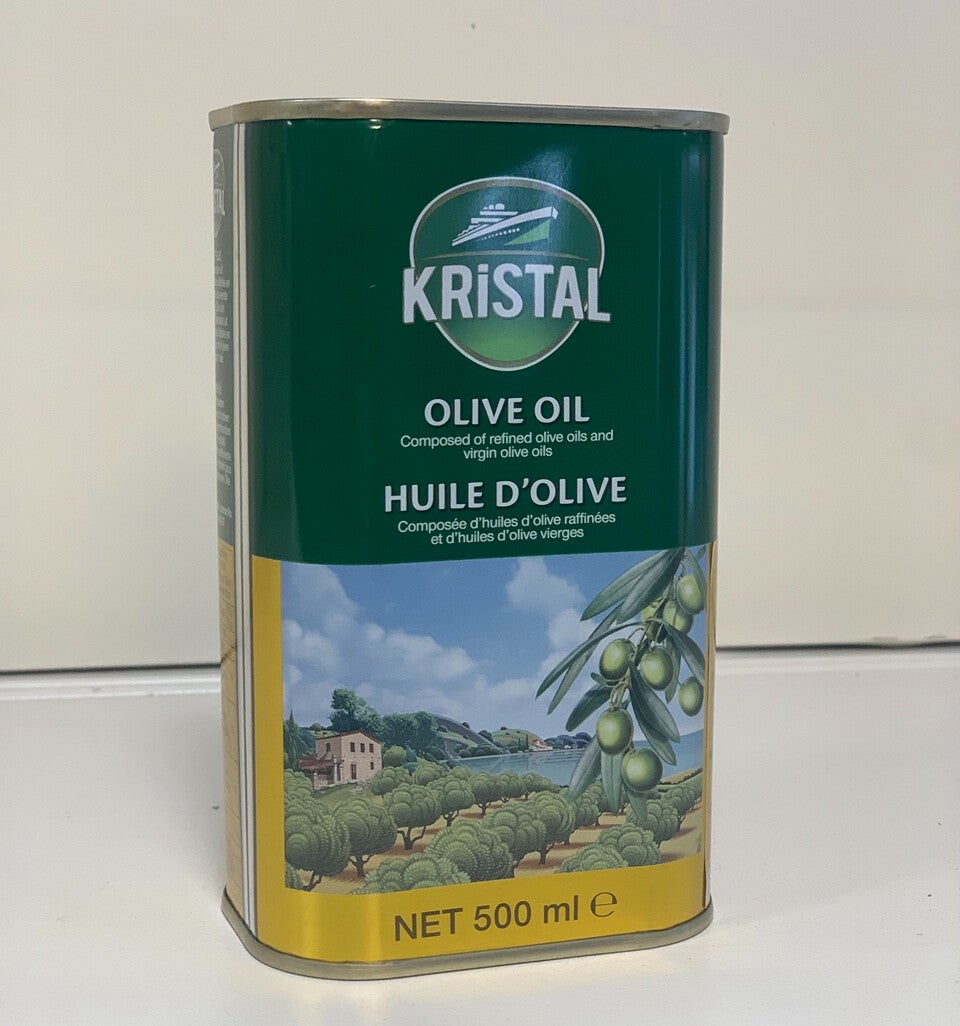 KRiSTAL
OLIVE OIL
Composed of refined olive oils and
virgin olive oils
HUILE D'OLIVE
Composée d'huiles d'olive raffinées
et d'huiles d'olive vierges
NET 500 ml ℮